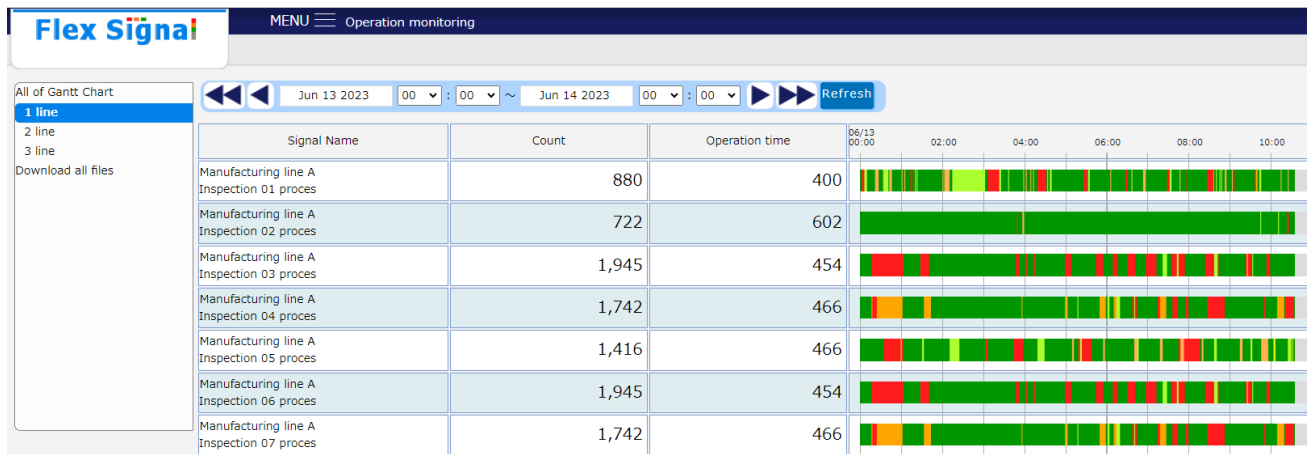 Flex Signal
MENU Operation monitoring
All of Gantt Chart
1 line
2 line
3 line
Download all files
Jun 13 2023 00 : 00 ~ Jun 14 2023 00 : 00 Refresh
Signal Name Count Operation time 06/13 00:00 02:00 04:00 06:00 08:00 10:00
Manufacturing line A
Inspection 01 proces 880 400
Manufacturing line A
Inspection 02 proces 722 602
Manufacturing line A
Inspection 03 proces 1,945 454
Manufacturing line A
Inspection 04 proces 1,742 466
Manufacturing line A
Inspection 05 proces 1,416 466
Manufacturing line A
Inspection 06 proces 1,945 454
Manufacturing line A
Inspection 07 proces 1,742 466